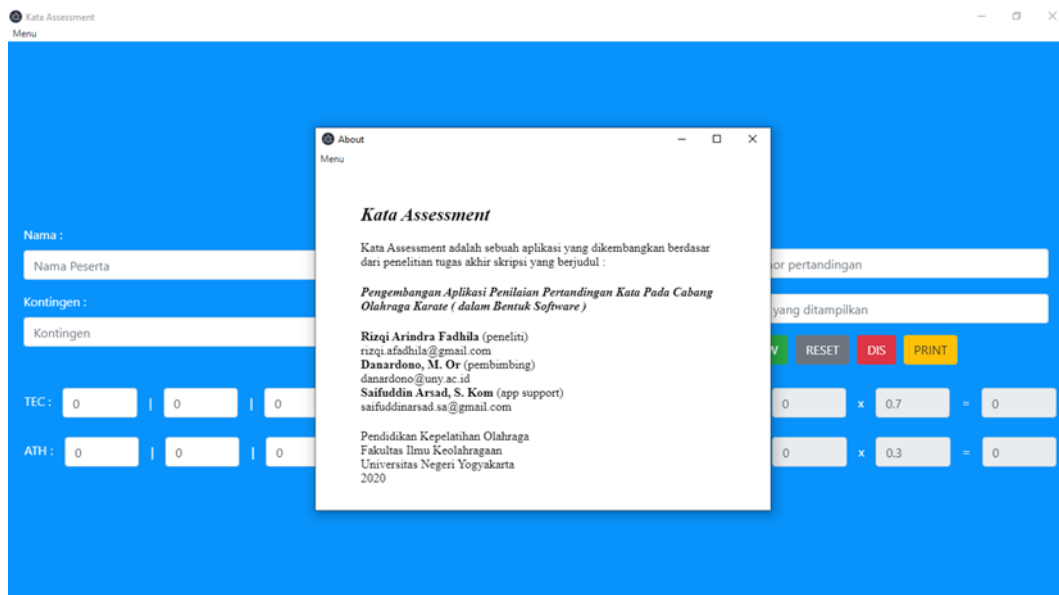 Kata Assessment
Menu
About
Menu
Kata Assessment
Kata Assessment adalah sebuah aplikasi yang dikembangkan berdasar
dari penelitian tugas akhir skripsi yang berjudul :
Pengembangan Aplikasi Penilaian Pertandingan Kata Pada Cabang
Olahraga Karate ( dalam Bentuk Software )
Rizqi Arindra Fadhila (peneliti)
rizqi.afadhila@gmail.com
Danardono, M. Or (pembimbing)
danardono@uny.ac.id
Saifuddin Arsad, S. Kom (app support)
saifuddinarsad.sa@gmail.com
Pendidikan Kepelatihan Olahraga
Fakultas Ilmu Keolahragaan
Universitas Negeri Yogyakarta
2020
Nama :
Nama Peserta
pertandingan
Kontingen :
Kontingen
yang ditampilkan
RESET DIS PRINT
TEC : 0 | 0 | 0 0 x 0.7 = 0
ATH : 0 | 0 | 0 0 x 0.3 = 0